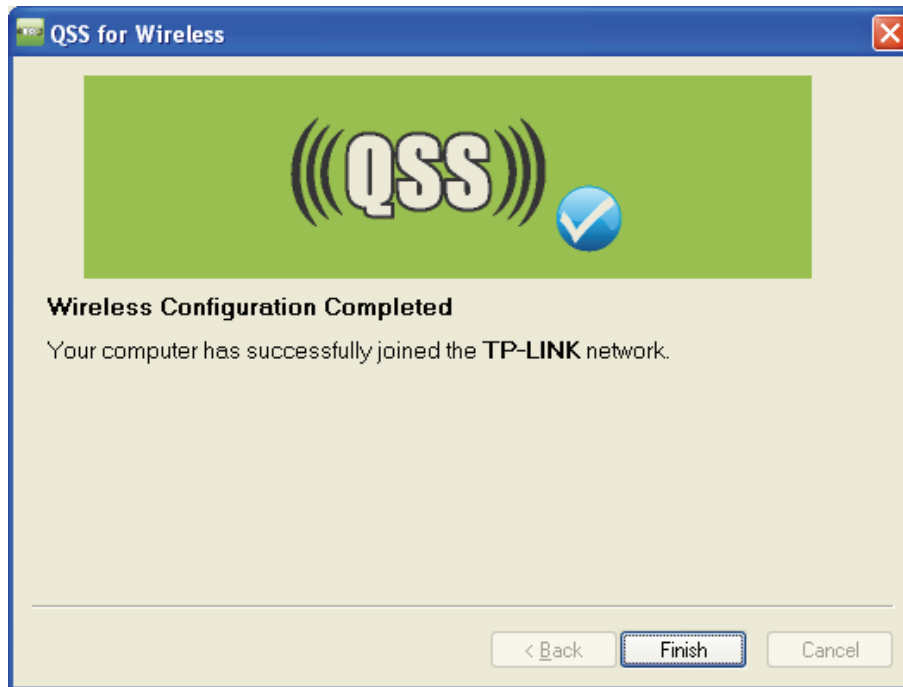 QSS for Wireless
QSS
Wireless Configuration Completed
Your computer has successfully joined the TP-LINK network.
< Back
Finish
Cancel